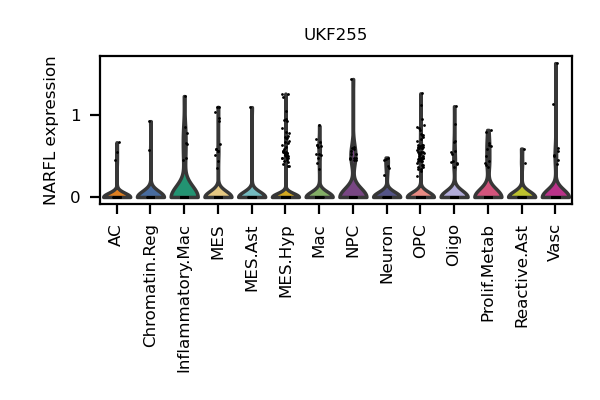 UKF255
NARFL expression
1
0
AC
Chromatin.Reg
Inflammatory.Mac
MES
MES.Ast
MES.Hyp
Mac
NPC
Neuron
OPC
Oligo
Prolif.Metab
Reactive.Ast
Vasc